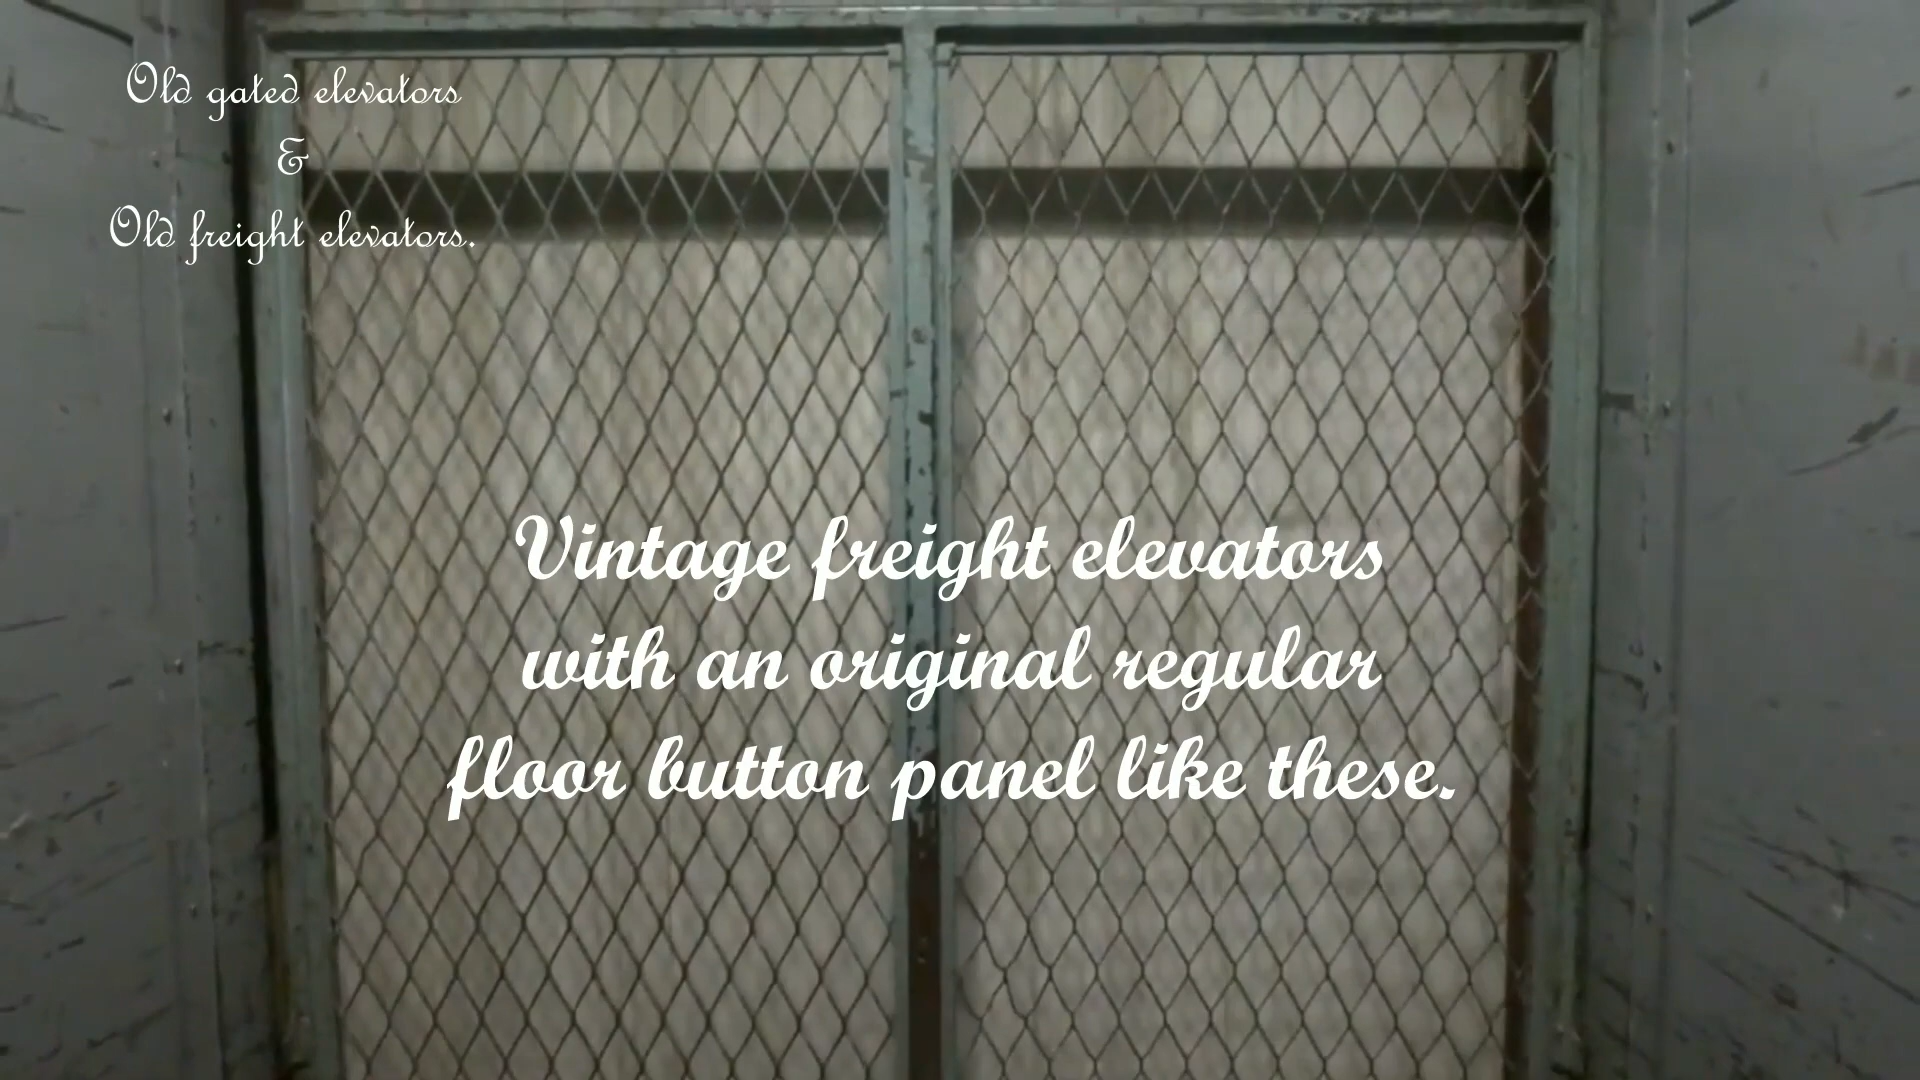 Old gated elevators
&
Old freight elevators.
Vintage freight elevators
with an original regular
floor button panel like these.